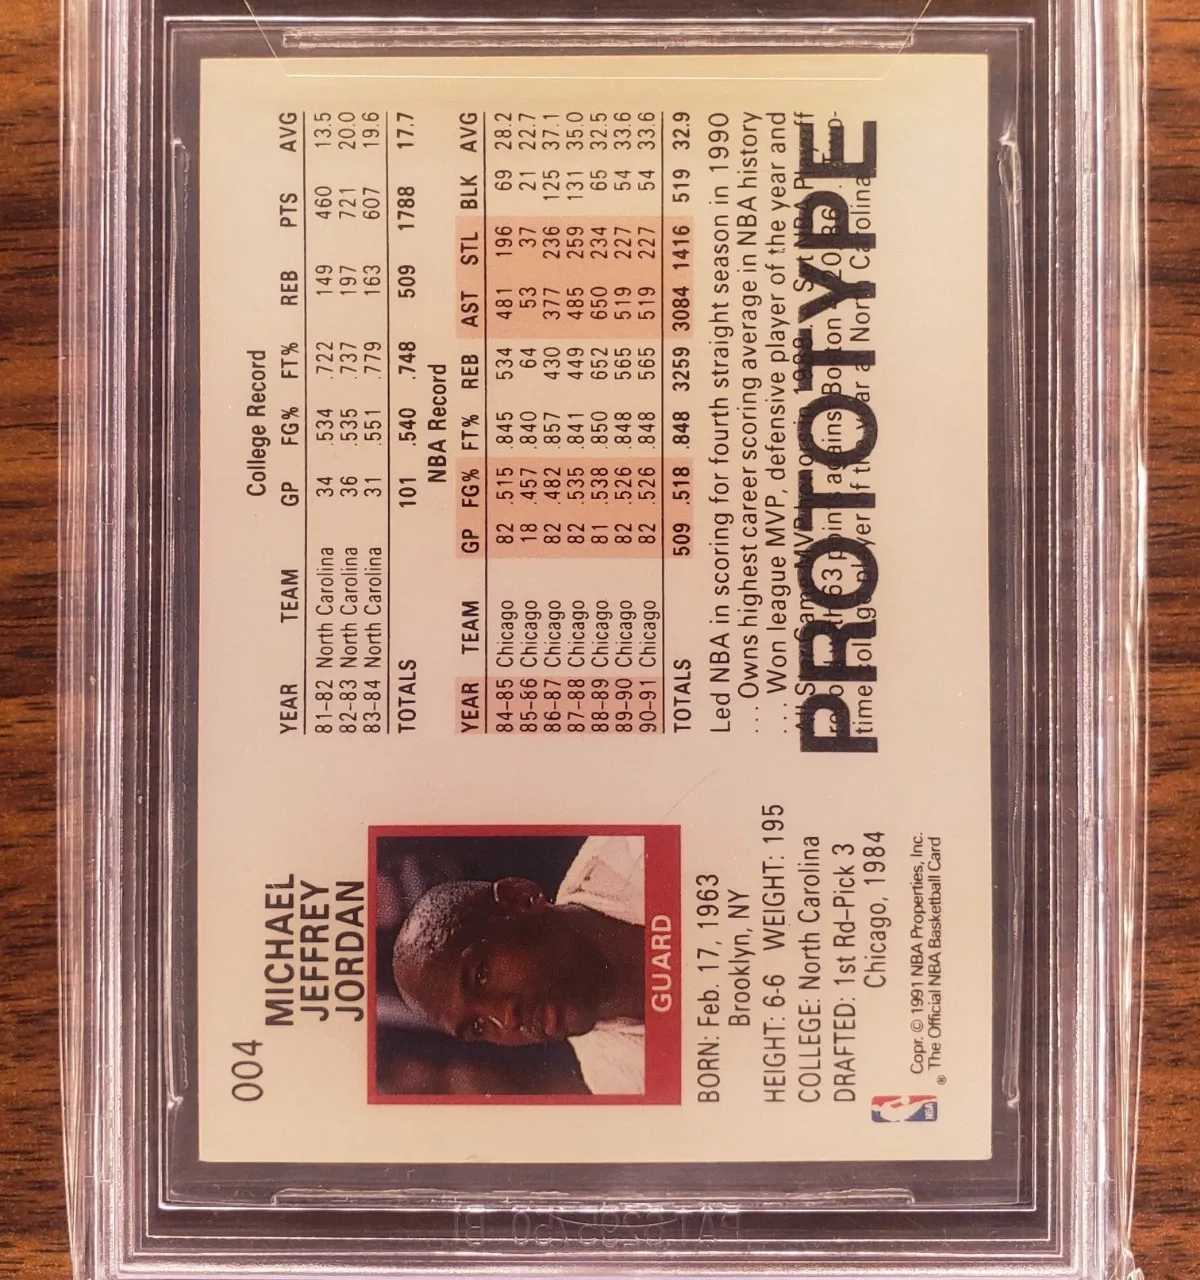 004
MICHAEL
JEFFREY
JORDAN
GUARD
BORN: Feb. 17, 1963
Brooklyn, NY
HEIGHT: 6-6 WEIGHT: 195
COLLEGE: North Carolina
DRAFTED: 1st Rd-Pick 3
Chicago, 1984
NBA
Copr. © 1991 NBA Properties, Inc.
® The Official NBA Basketball Card
College Record
YEAR TEAM GP FG% FT% REB PTS AVG
81-82 North Carolina 34 .534 .722 149 460 13.5
82-83 North Carolina 36 .535 .737 197 721 20.0
83-84 North Carolina 31 .551 .779 163 607 19.6
TOTALS 101 .540 .748 509 1788 17.7
NBA Record
YEAR TEAM GP FG% FT% REB AST STL BLK AVG
84-85 Chicago 82 .515 .845 534 481 196 69 28.2
85-86 Chicago 18 .457 .840 64 53 37 21 22.7
86-87 Chicago 82 .482 .857 430 377 236 125 37.1
87-88 Chicago 82 .535 .841 449 485 259 131 35.0
88-89 Chicago 81 .538 .850 652 650 234 65 32.5
89-90 Chicago 82 .526 .848 565 519 227 54 33.6
90-91 Chicago 82 .526 .848 565 519 227 54 33.6
TOTALS 509 .518 .848 3259 3084 1416 519 32.9
Led NBA in scoring for fourth straight season in 1990
... Owns highest career scoring average in NBA history
... Won league MVP, defensive player of the year and
Game MVP 1988 Set NBA Playoff
63 points against Boston Two-
time college player of the year at North Carolina.
PROTOTYPE